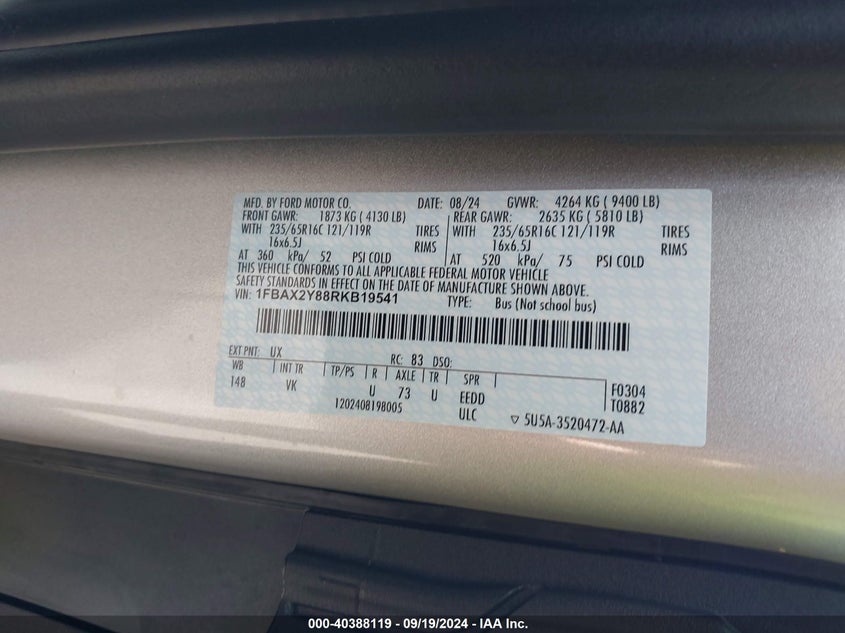 MFD. BY FORD MOTOR CO. DATE: 08/24 GVWR: 4264 KG ( 9400 LB)
FRONT GAWR: 1873 KG ( 4130 LB) REAR GAWR: 2635 KG ( 5810 LB)
WITH 235/65R16C 121/119R TIRES WITH 235/65R16C 121/119R TIRES
16x6.5J RIMS 16x6.5J RIMS
AT 360 kPa/ 52 PSI COLD AT 520 kPa/ 75 PSI COLD
THIS VEHICLE CONFORMS TO ALL APPLICABLE FEDERAL MOTOR VEHICLE
SAFETY STANDARDS IN EFFECT ON THE DATE OF MANUFACTURE SHOWN ABOVE.
VIN: 1FBAX2Y88RKB19541 TYPE: Bus (Not school bus)
EXT PNT: UX RC: 83 DSO:
WB INT TR TP/PS R AXLE TR SPR
148 VK U 73 U EEDD F0304
1202408198005 ULC T0882
▽ 5U5A-3520472-AA
000-40388119 - 09/19/2024 - IAA Inc.